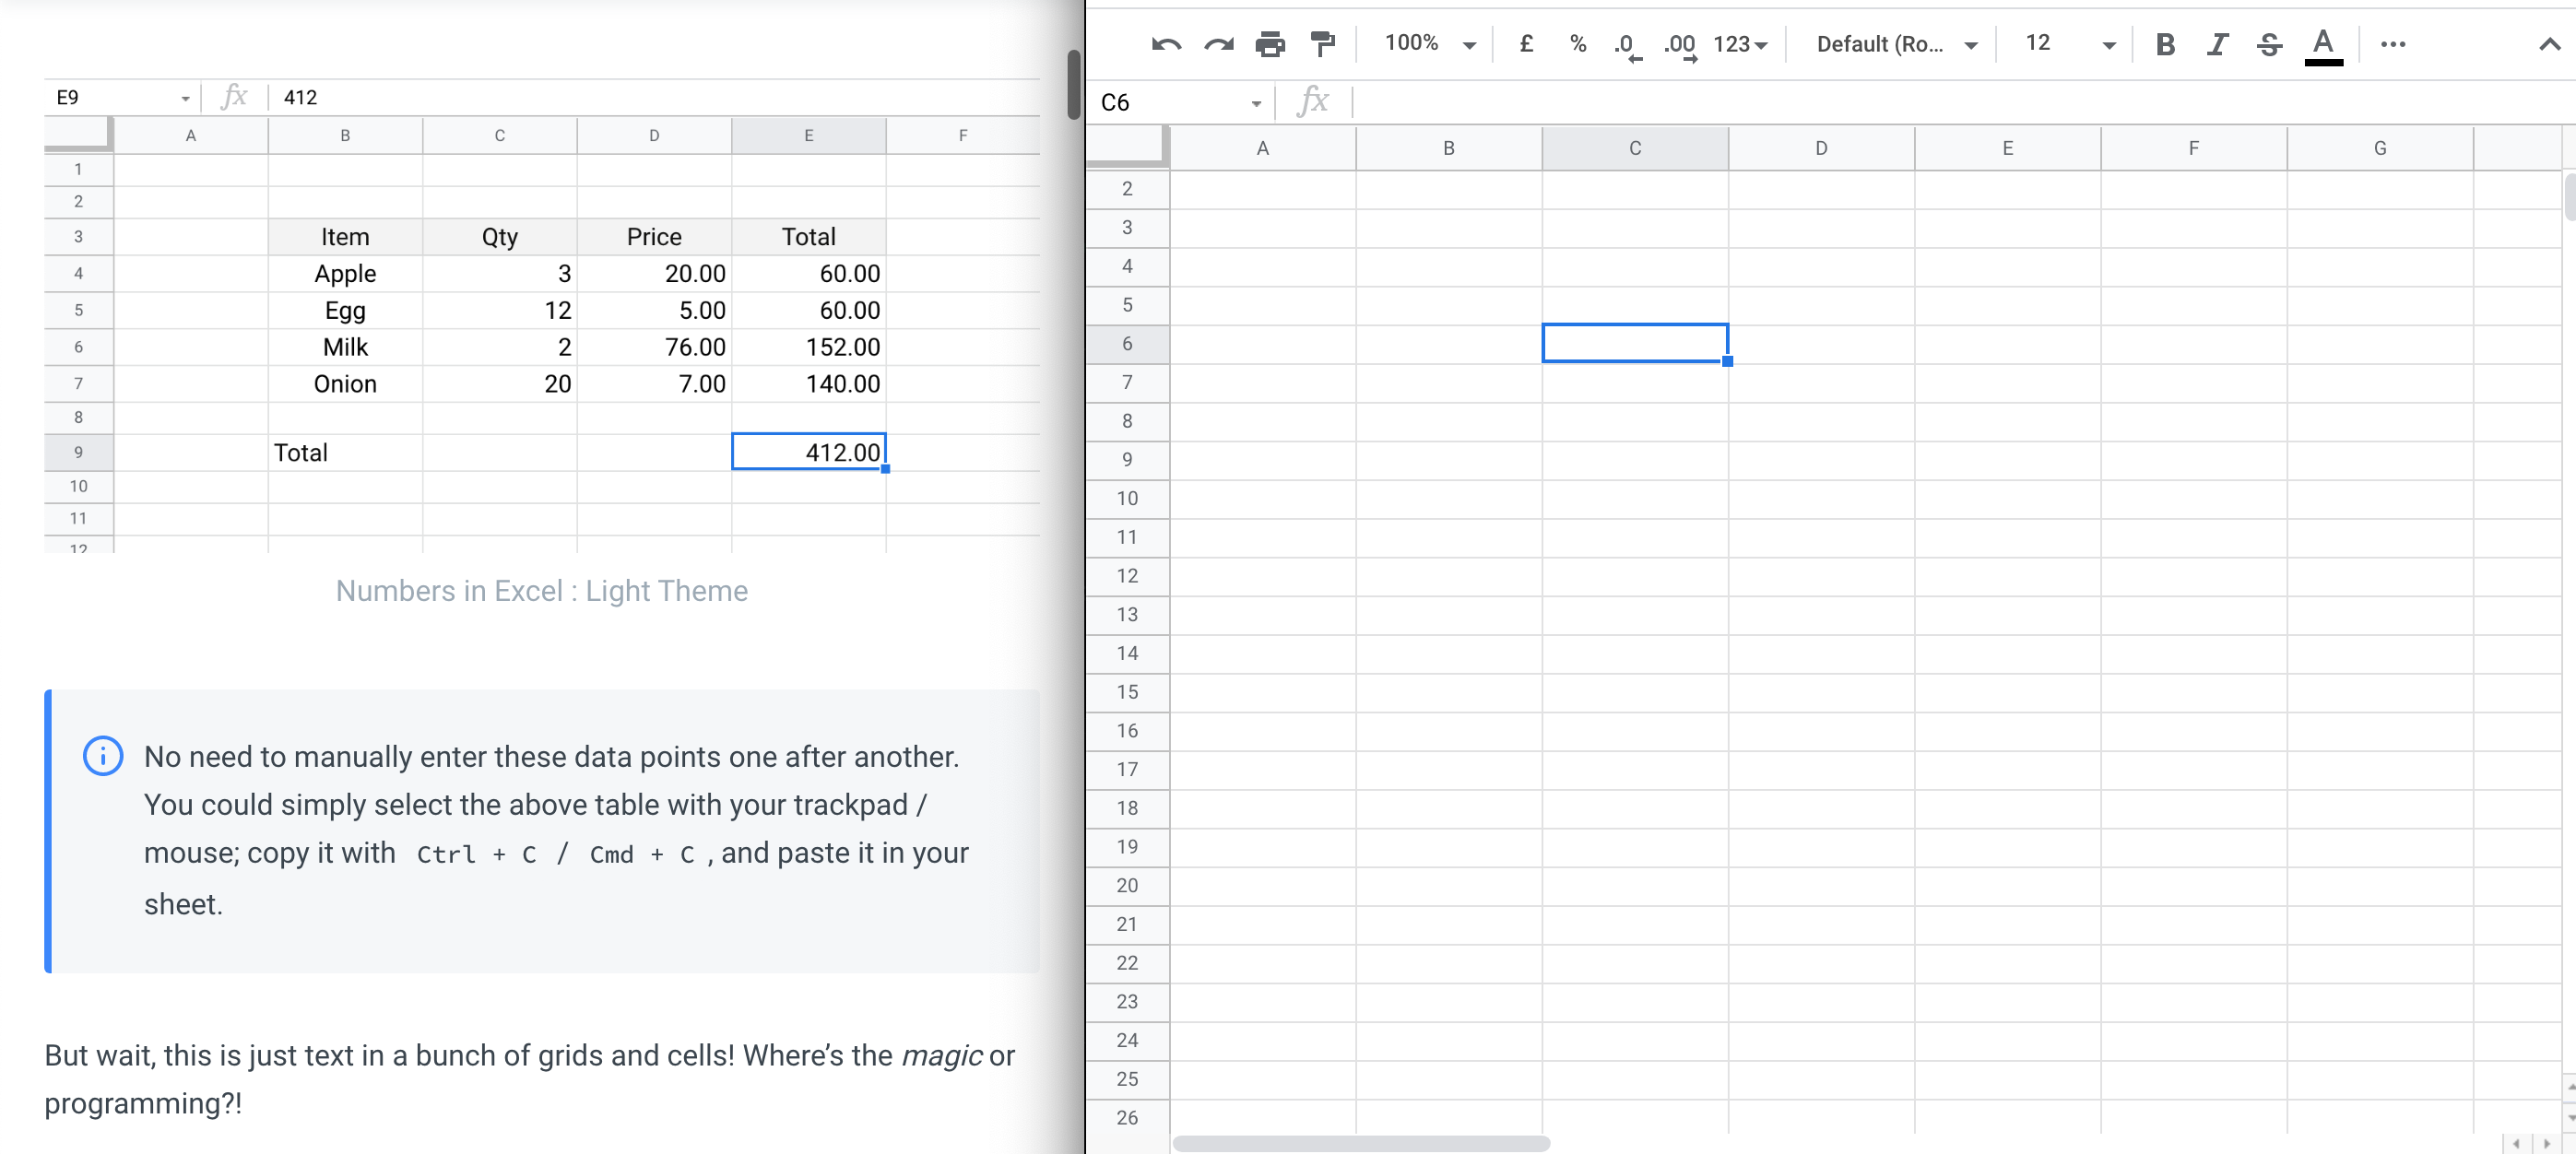 E9 fx 412
A B C D E F
1
2
3 Item Qty Price Total
4 Apple 3 20.00 60.00
5 Egg 12 5.00 60.00
6 Milk 2 76.00 152.00
7 Onion 20 7.00 140.00
8
9 Total 412.00
10
11
12
Numbers in Excel : Light Theme
No need to manually enter these data points one after another.
You could simply select the above table with your trackpad /
mouse; copy it with Ctrl + C / Cmd + C , and paste it in your
sheet.
But wait, this is just text in a bunch of grids and cells! Where’s the magic or
programming?!
100% £ % .0 .00 123 Default (Ro... 12 B I S A
C6 fx
A B C D E F G
2
3
4
5
6
7
8
9
10
11
12
13
14
15
16
17
18
19
20
21
22
23
24
25
26